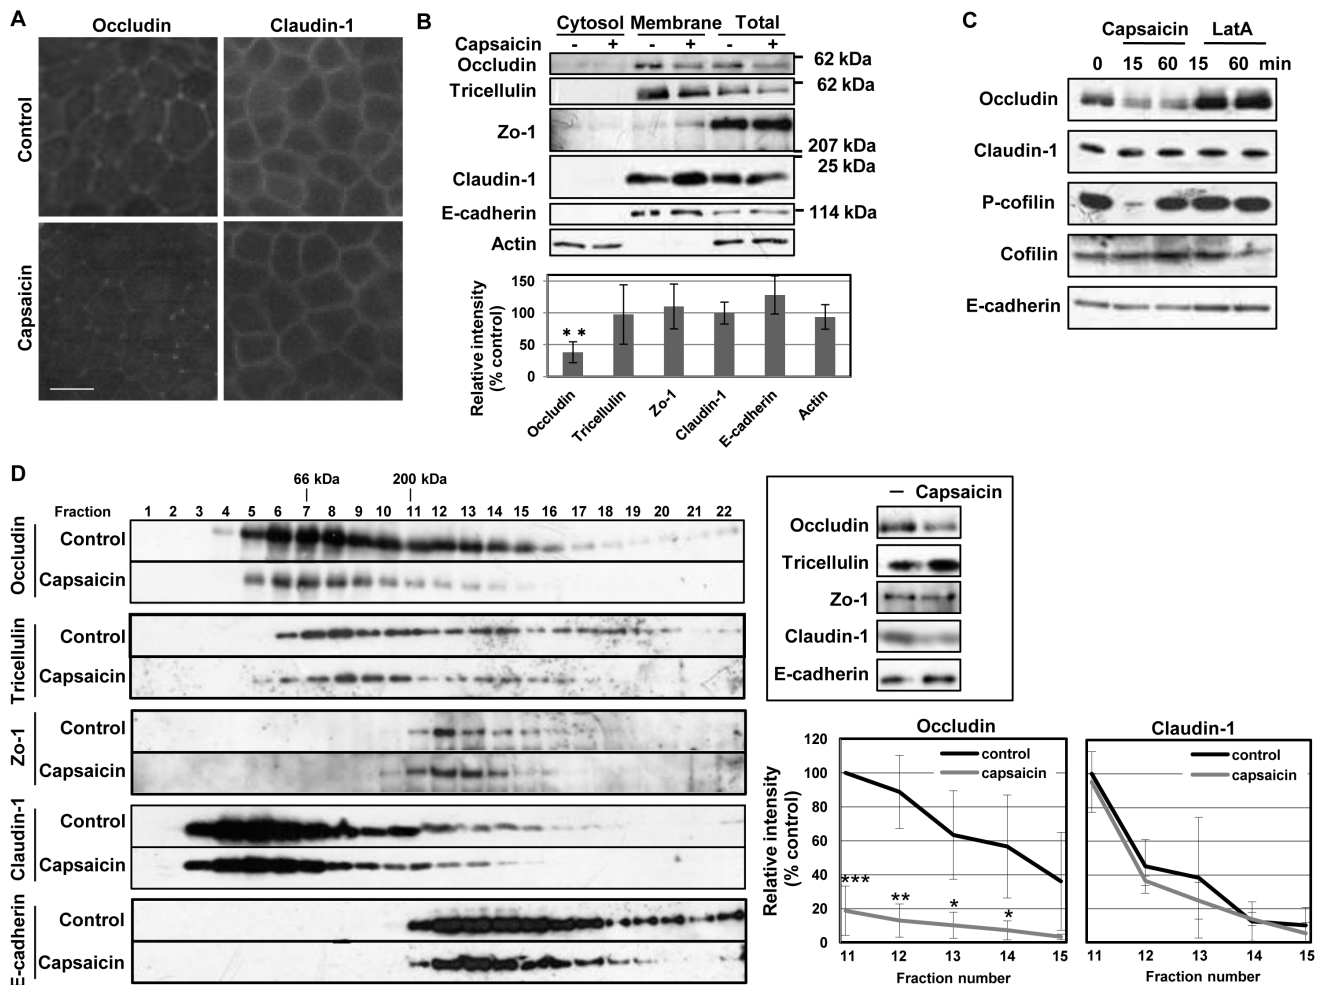 A
Occludin
Claudin-1
Control
Capsaicin
B
Cytosol Membrane Total
Capsaicin - + - + - +
Occludin 62 kDa
Tricellulin 62 kDa
Zo-1
207 kDa
25 kDa
Claudin-1
E-cadherin 114 kDa
Actin
Relative intensity
(% control)
150
100
50
0
**
Occludin
Tricellulin
Zo-1
Claudin-1
E-cadherin
Actin
C
Capsaicin LatA
0 15 60 15 60 min
Occludin
Claudin-1
P-cofilin
Cofilin
E-cadherin
D
66 kDa 200 kDa
Fraction 1 2 3 4 5 6 7 8 9 10 11 12 13 14 15 16 17 18 19 20 21 22
Occludin
Control
Capsaicin
Tricellulin
Control
Capsaicin
Zo-1
Control
Capsaicin
Claudin-1
Control
Capsaicin
E-cadherin
Control
Capsaicin
– Capsaicin
Occludin
Tricellulin
Zo-1
Claudin-1
E-cadherin
Occludin
Relative intensity
(% control)
120
100
80
60
40
20
0
control
capsaicin
***
**
*
*
11 12 13 14 15
Fraction number
Claudin-1
control
capsaicin
11 12 13 14 15
Fraction number